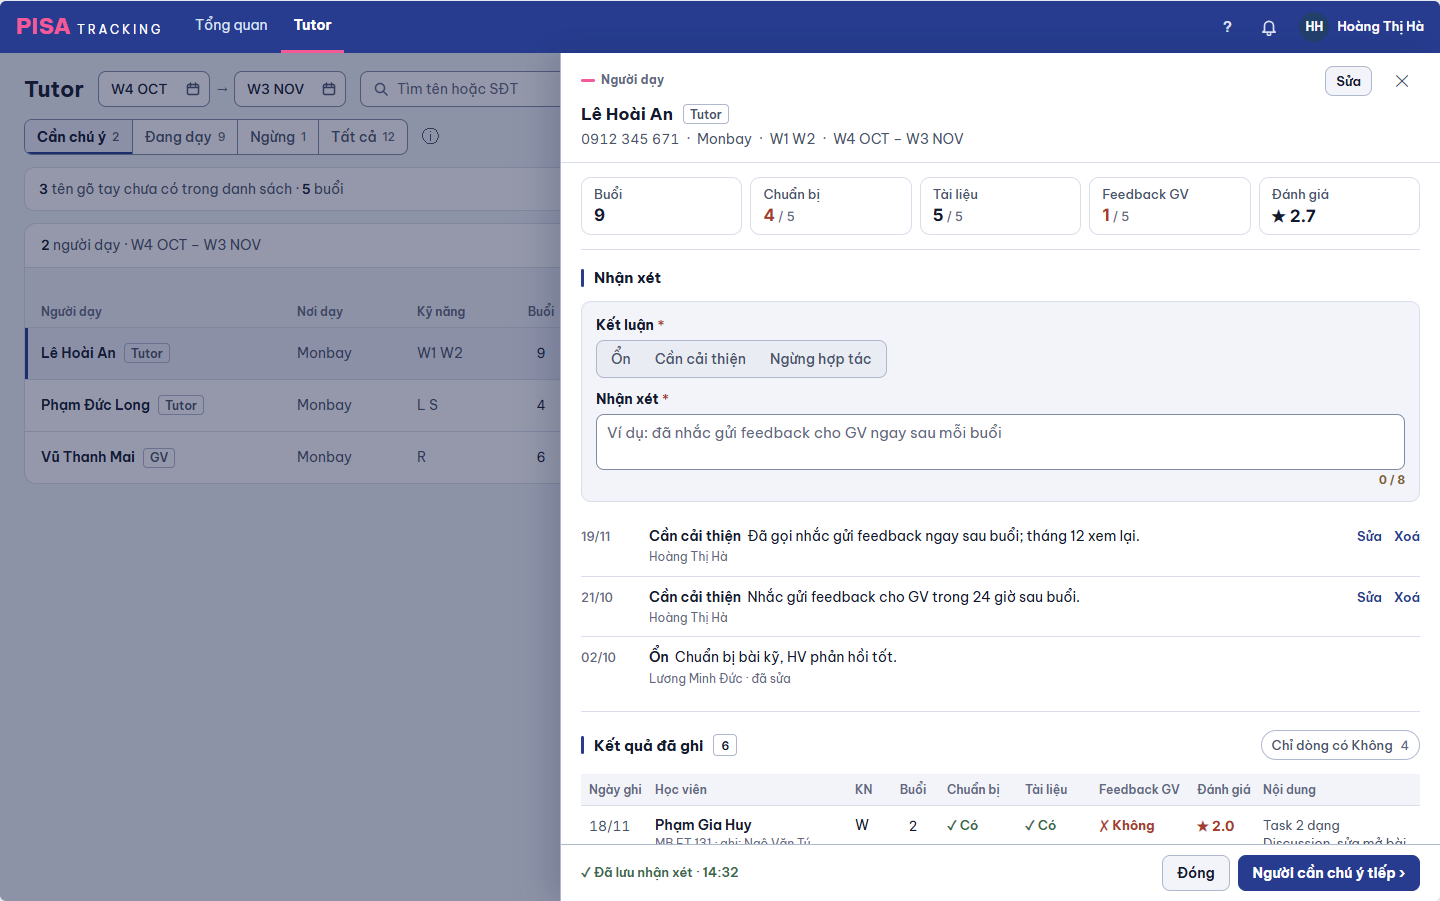 PISA TRACKING Tổng quan Tutor ? HH Hoàng Thị Hà
Tutor W4 OCT → W3 NOV Tìm tên hoặc SĐT
Cần chú ý 2 Đang dạy 9 Ngừng 1 Tất cả 12
3 tên gõ tay chưa có trong danh sách · 5 buổi
2 người dạy · W4 OCT – W3 NOV
Người dạy Nơi dạy Kỹ năng Buổi
Lê Hoài An Tutor Monbay W1 W2 9
Phạm Đức Long Tutor Monbay L S 4
Vũ Thanh Mai GV Monbay R 6
Người dạy Sửa
Lê Hoài An Tutor
0912 345 671 · Monbay · W1 W2 · W4 OCT – W3 NOV
Buổi Chuẩn bị Tài liệu Feedback GV Đánh giá
9 4 / 5 5 / 5 1 / 5 ★ 2.7
Nhận xét
Kết luận *
Ổn Cần cải thiện Ngừng hợp tác
Nhận xét *
Ví dụ: đã nhắc gửi feedback cho GV ngay sau mỗi buổi
0 / 8
19/11 Cần cải thiện Đã gọi nhắc gửi feedback ngay sau buổi; tháng 12 xem lại. Sửa Xoá
Hoàng Thị Hà
21/10 Cần cải thiện Nhắc gửi feedback cho GV trong 24 giờ sau buổi. Sửa Xoá
Hoàng Thị Hà
02/10 Ổn Chuẩn bị bài kỹ, HV phản hồi tốt.
Lương Minh Đức · đã sửa
Kết quả đã ghi 6 Chỉ dòng có Không 4
Ngày ghi Học viên KN Buổi Chuẩn bị Tài liệu Feedback GV Đánh giá Nội dung
18/11 Phạm Gia Huy W 2 ✓ Có ✓ Có ✗ Không ★ 2.0 Task 2 dạng
MB FT 131 · ghi: Ngô Văn Tú Discussion, sửa mở bài
✓ Đã lưu nhận xét · 14:32 Đóng Người cần chú ý tiếp ›